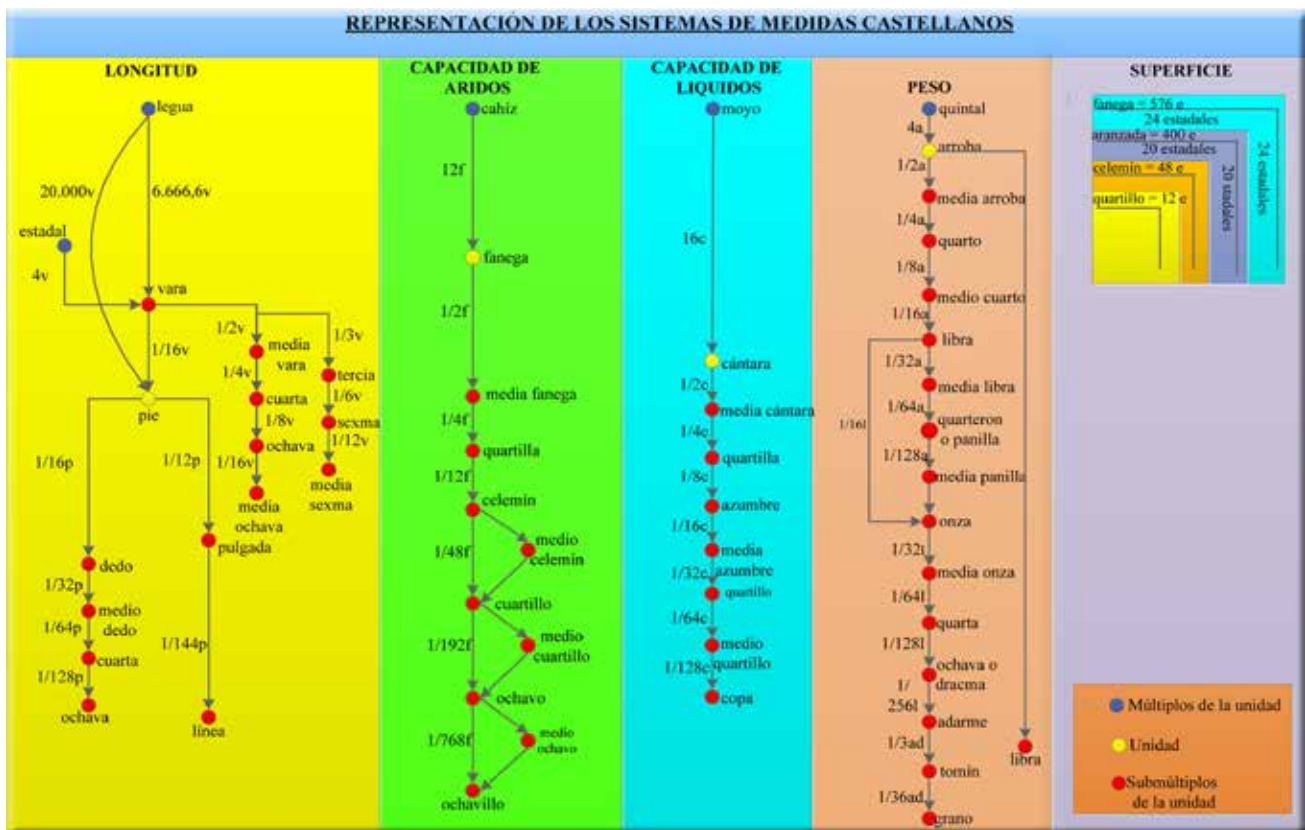 REPRESENTACIÓN DE LOS SISTEMAS DE MEDIDAS CASTELLANOS
LONGITUD
legua
20.000v
6.666,6v
estadal
4v
vara
1/16v
pie
1/2v
media
vara
1/4v
cuarta
1/8v
ochava
1/16v
media
ochava
1/3v
tercia
1/6v
sexma
1/12v
media
sexma
1/16p
dedo
1/32p
medio
dedo
1/64p
cuarta
1/128p
ochava
1/12p
pulgada
1/144p
línea
CAPACIDAD DE
ARIDOS
cahíz
12f
fanega
1/2f
media fanega
1/4f
quartilla
1/12f
celemín
medio
celemín
1/48f
cuartillo
medio
cuartillo
1/192f
ochavo
medio
ochavo
1/768f
ochavillo
CAPACIDAD DE
LIQUIDOS
moyo
16c
cántara
1/2c
media cántara
1/4c
quartilla
1/8c
azumbre
1/16c
media
azumbre
1/32c
quartillo
1/64c
medio
quartillo
1/128c
copa
PESO
quintal
4a
arroba
1/2a
media arroba
1/4a
quarto
1/8a
medio cuarto
1/16a
libra
1/32a
media libra
1/64a
quarteron
o panilla
1/16l
1/128a
media panilla
onza
media onza
1/64l
quarta
1/128l
ochava o
dracma
1/
256l
adarme
1/3ad
tomín
1/36ad
grano
libra
SUPERFICIE
fanega = 576 e
24 estadales
aranzada = 400 e
20 estadales
celemín = 48 e
quartillo = 12 e
20 stadales
24 estadales
Múltiplos de la unidad
Unidad
Submúltiplos
de la unidad